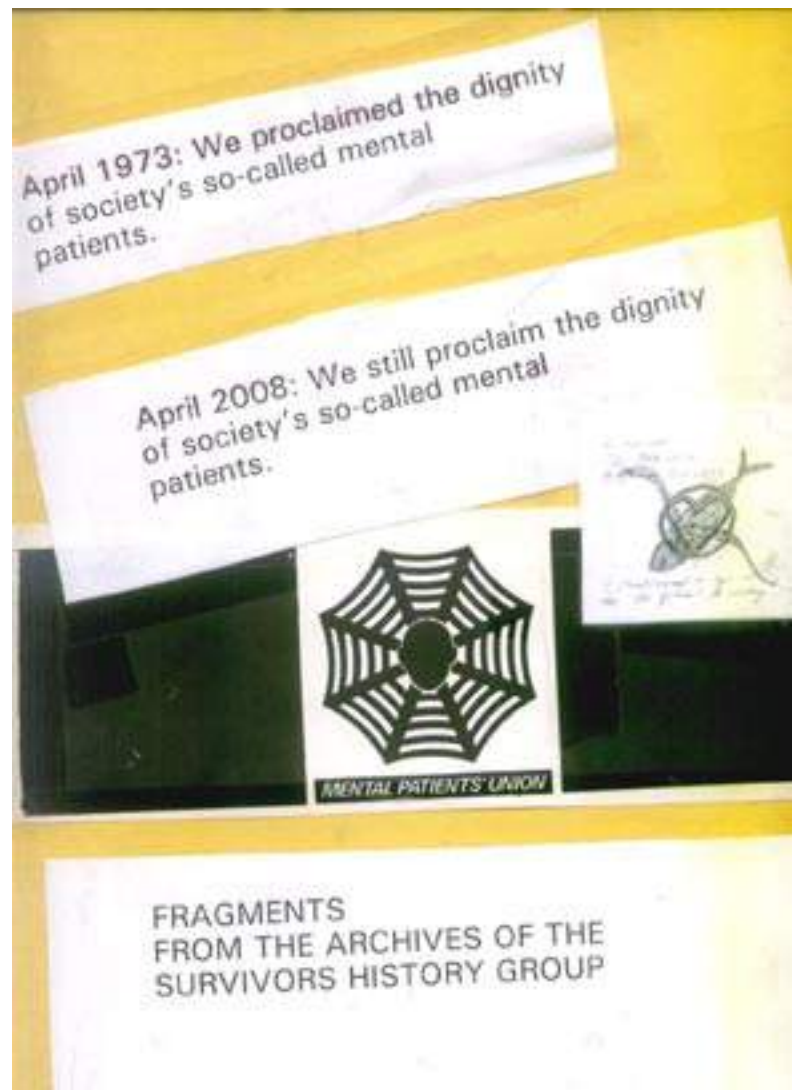 April 1973: We proclaimed the dignity
of society's so-called mental
patients.
April 2008: We still proclaim the dignity
of society's so-called mental
patients.
MENTAL PATIENTS' UNION
FRAGMENTS
FROM THE ARCHIVES OF THE
SURVIVORS HISTORY GROUP